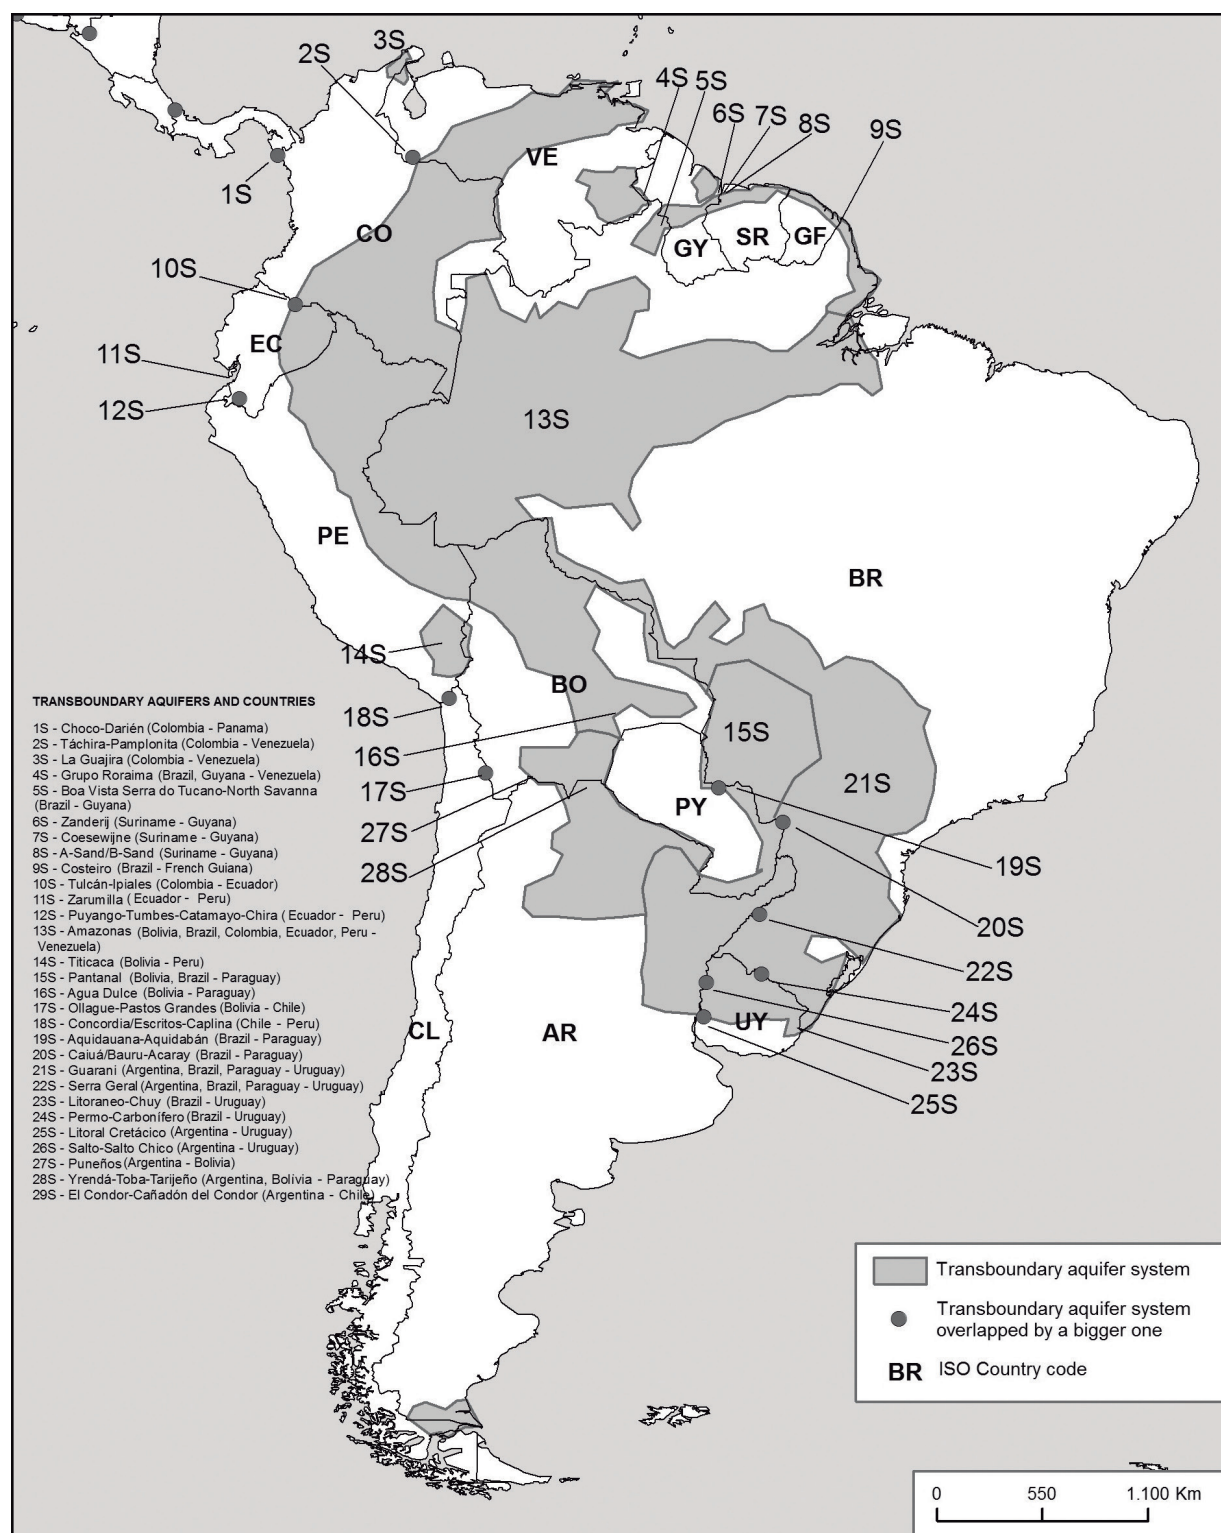 3S
2S
4S
5S
6S
7S
8S
9S
VE
1S
CO
GY
SR
GF
10S
EC
11S
12S
13S
PE
BR
14S
BO
TRANSBOUNDARY AQUIFERS AND COUNTRIES
1S - Choco-Darién (Colombia - Panama)
2S - Táchira-Pamplonita (Colombia - Venezuela)
3S - La Guajira (Colombia - Venezuela)
4S - Grupo Roraima (Brazil, Guyana - Venezuela)
5S - Boa Vista Serra do Tucano-North Savanna
(Brazil - Guyana)
6S - Zanderij (Suriname - Guyana)
7S - Coesewijne (Suriname - Guyana)
8S - A-Sand/B-Sand (Suriname - Guyana)
9S - Costeiro (Brazil - French Guiana)
10S - Tulcán-Ipiales (Colombia - Ecuador)
11S - Zarumilla (Ecuador - Peru)
12S - Puyango-Tumbes-Catamayo-Chira (Ecuador - Peru)
13S - Amazonas (Bolivia, Brazil, Colombia, Ecuador, Peru -
Venezuela)
14S - Titicaca (Bolivia - Peru)
15S - Pantanal (Bolivia, Brazil - Paraguay)
16S - Agua Dulce (Bolivia - Paraguay)
17S - Ollague-Pastos Grandes (Bolivia - Chile)
18S - Concordia/Escritos-Caplina (Chile - Peru)
19S - Aquidauana-Aquidabán (Brazil - Paraguay)
20S - Caiuá/Bauru-Acaray (Brazil - Paraguay)
21S - Guarani (Argentina, Brazil, Paraguay - Uruguay)
22S - Serra Geral (Argentina, Brazil, Paraguay - Uruguay)
23S - Litoraneo-Chuy (Brazil - Uruguay)
24S - Permo-Carbonífero (Brazil - Uruguay)
25S - Litoral Cretácico (Argentina - Uruguay)
26S - Salto-Salto Chico (Argentina - Uruguay)
27S - Puneños (Argentina - Bolivia)
28S - Yrendá-Toba-Tarijeño (Argentina, Bolivia - Paraguay)
29S - El Condor-Cañadón del Condor (Argentina - Chile)
18S
15S
16S
21S
17S
PY
27S
28S
19S
20S
22S
24S
CL
AR
UY
26S
23S
25S
Transboundary aquifer system
Transboundary aquifer system
overlapped by a bigger one
BR ISO Country code
0 550 1.100 Km